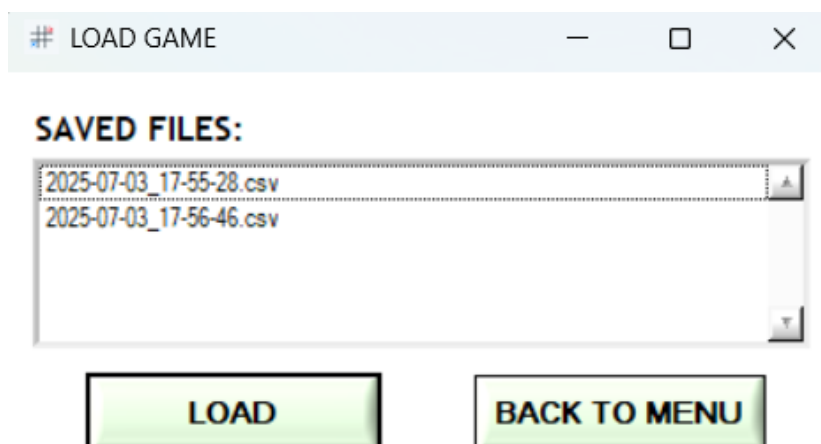 LOAD GAME
SAVED FILES:
2025-07-03_17-55-28.csv
2025-07-03_17-56-46.csv
LOAD
BACK TO MENU